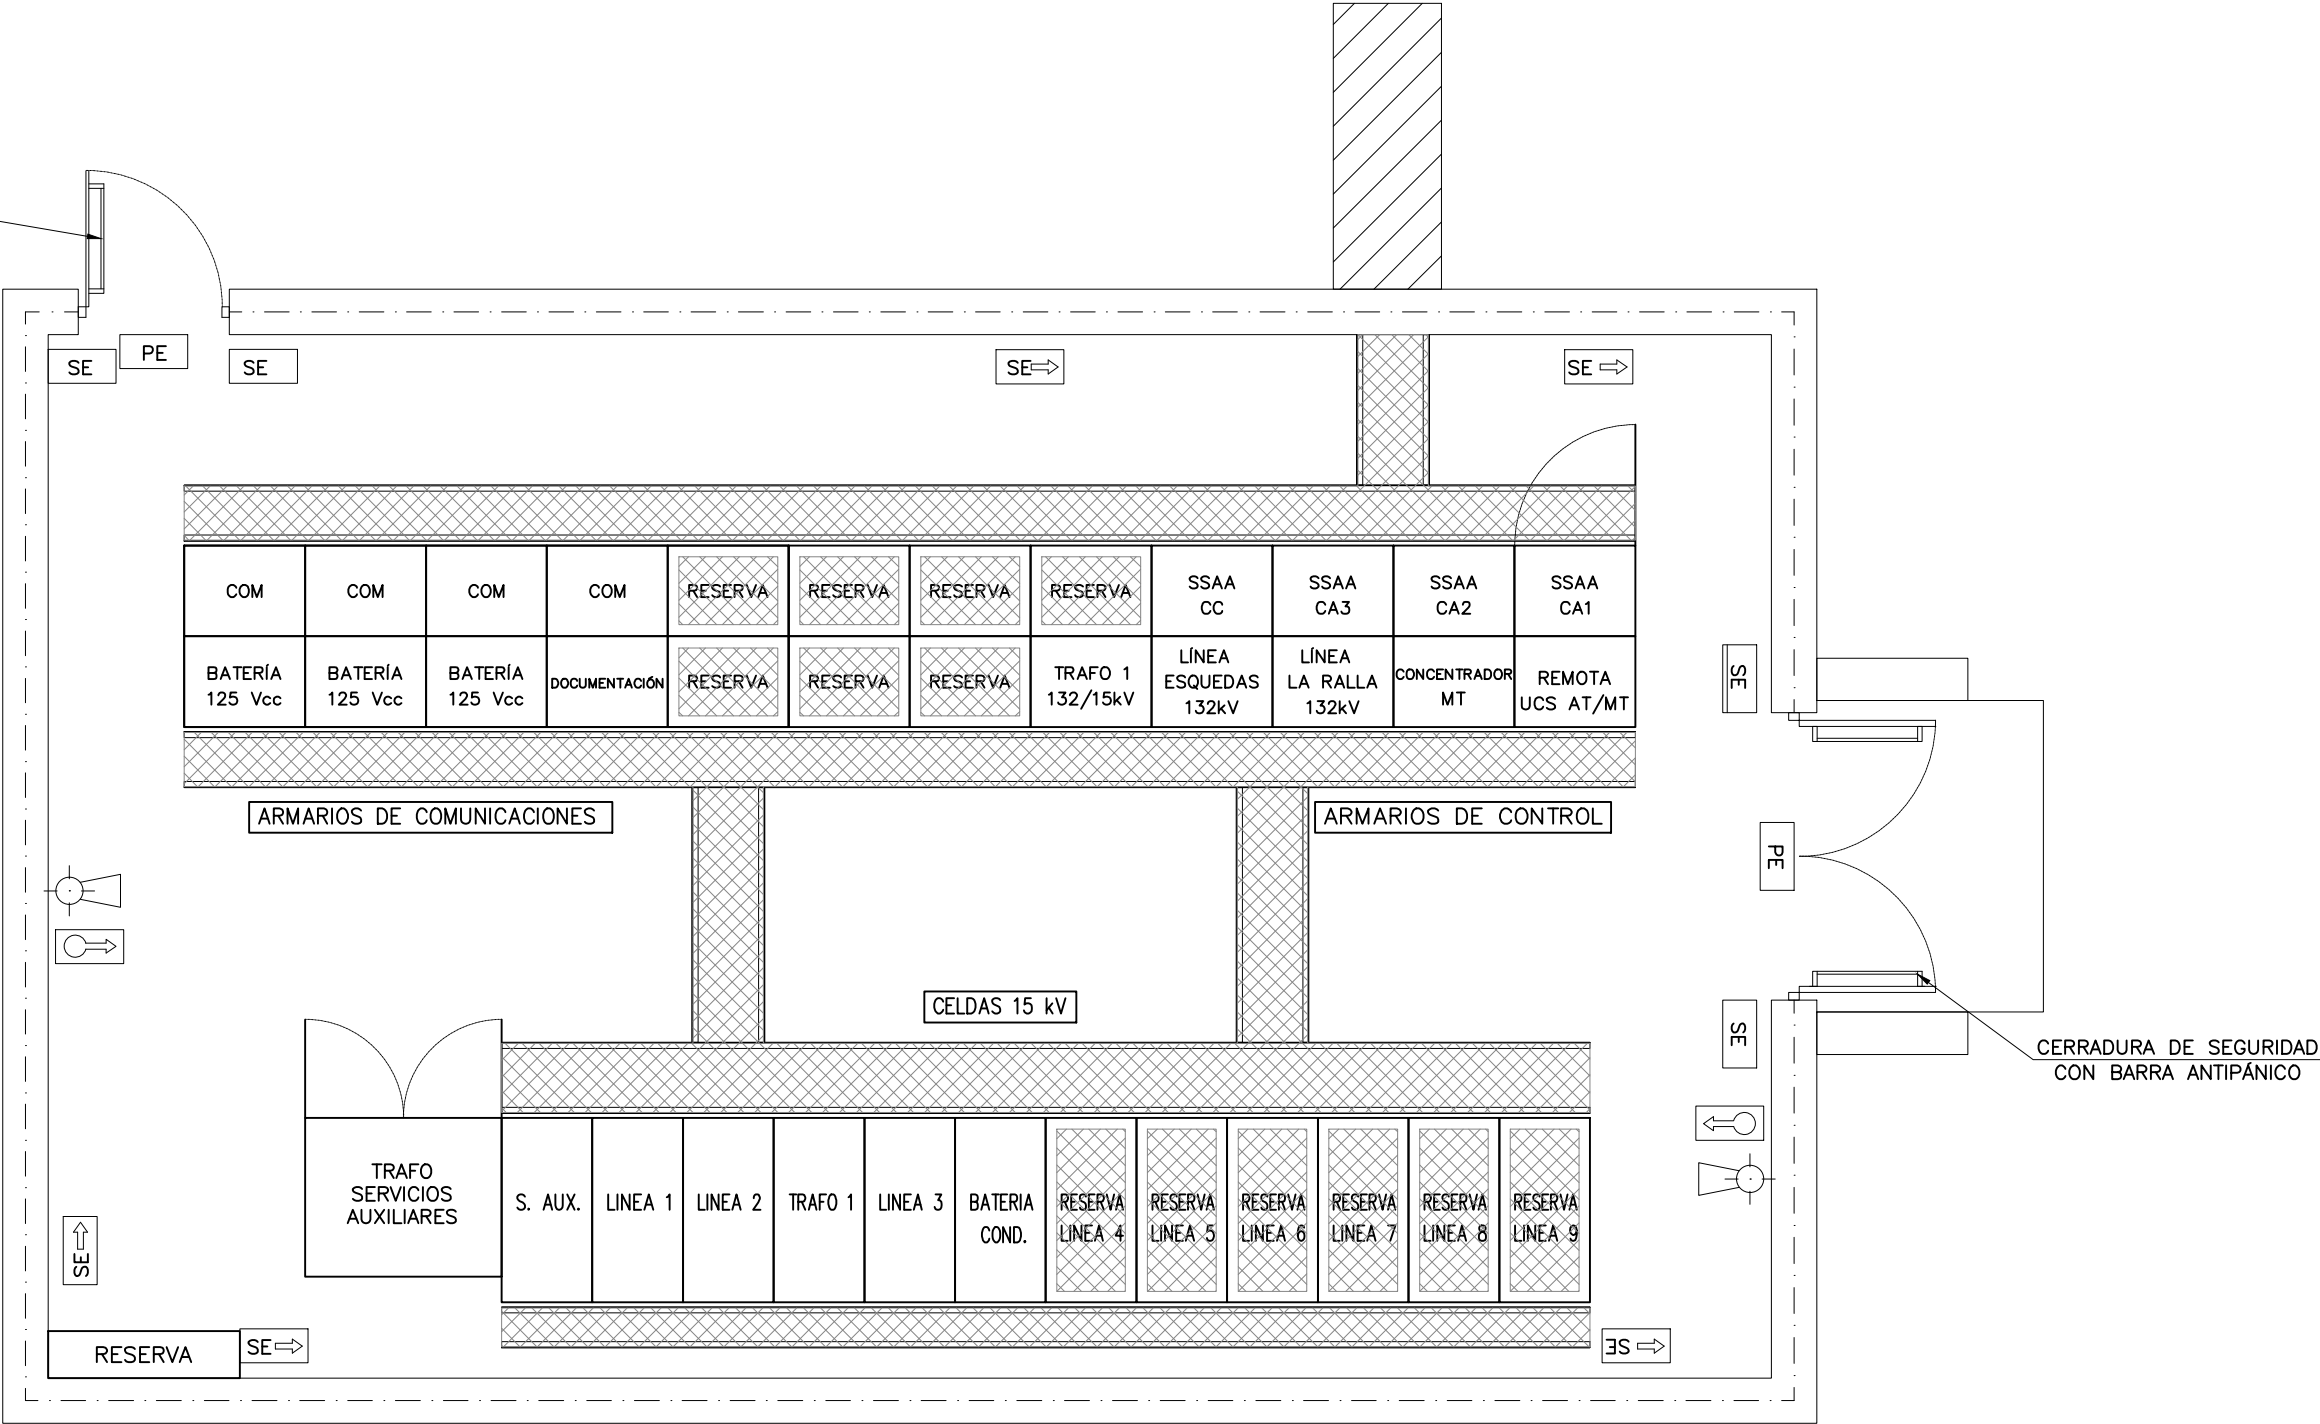 PE
SE
SE
SE
SE
COM
COM
COM
COM
RESERVA
RESERVA
RESERVA
RESERVA
SSAA
CC
SSAA
CA3
SSAA
CA2
SSAA
CA1
BATERÍA
125 Vcc
BATERÍA
125 Vcc
BATERÍA
125 Vcc
DOCUMENTACIÓN
RESERVA
RESERVA
RESERVA
TRAFO 1
132/15kV
LÍNEA
ESQUEDAS
132kV
LÍNEA
LA RALLA
132kV
CONCENTRADOR
MT
REMOTA
UCS AT/MT
SE
ARMARIOS DE COMUNICACIONES
ARMARIOS DE CONTROL
PE
CELDAS 15 kV
SE
CERRADURA DE SEGURIDAD
CON BARRA ANTIPÁNICO
TRAFO
SERVICIOS
AUXILIARES
S. AUX.
LINEA 1
LINEA 2
TRAFO 1
LINEA 3
BATERIA
COND.
RESERVA
LINEA 4
RESERVA
LINEA 5
RESERVA
LINEA 6
RESERVA
LINEA 7
RESERVA
LINEA 8
RESERVA
LINEA 9
SE
RESERVA
SE
SE